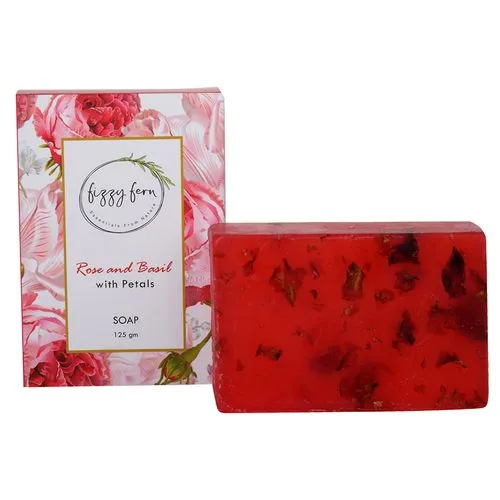 fizzy fern
Essentials From Nature
Rose and Basil
with Petals
SOAP
125 gm